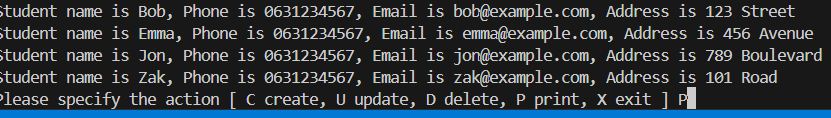 Student name is Bob, Phone is 0631234567, Email is bob@example.com, Address is 123 Street
Student name is Emma, Phone is 0631234567, Email is emma@example.com, Address is 456 Avenue
Student name is Jon, Phone is 0631234567, Email is jon@example.com, Address is 789 Boulevard
Student name is Zak, Phone is 0631234567, Email is zak@example.com, Address is 101 Road
Please specify the action [ C create, U update, D delete, P print, X exit ] P